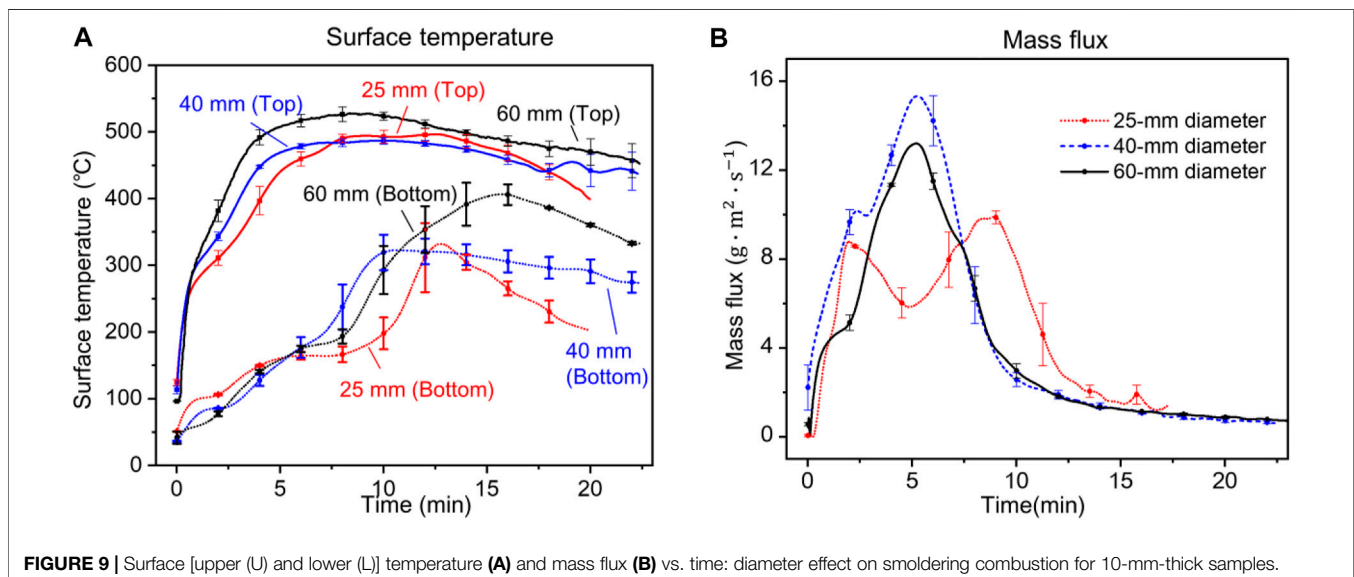 A
Surface temperature
Surface temperature (°C)
600
500
400
300
200
100
0
40 mm (Top)
25 mm (Top)
60 mm (Top)
60 mm (Bottom)
40 mm
(Bottom)
25 mm (Bottom)
0 5 10 15 20
Time (min)
B
Mass flux
Mass flux (g · m² · s⁻¹)
16
12
8
4
0
25-mm diameter
40-mm diameter
60-mm diameter
0 5 10 15 20
Time(min)
FIGURE 9 | Surface [upper (U) and lower (L)] temperature (A) and mass flux (B) vs. time: diameter effect on smoldering combustion for 10-mm-thick samples.